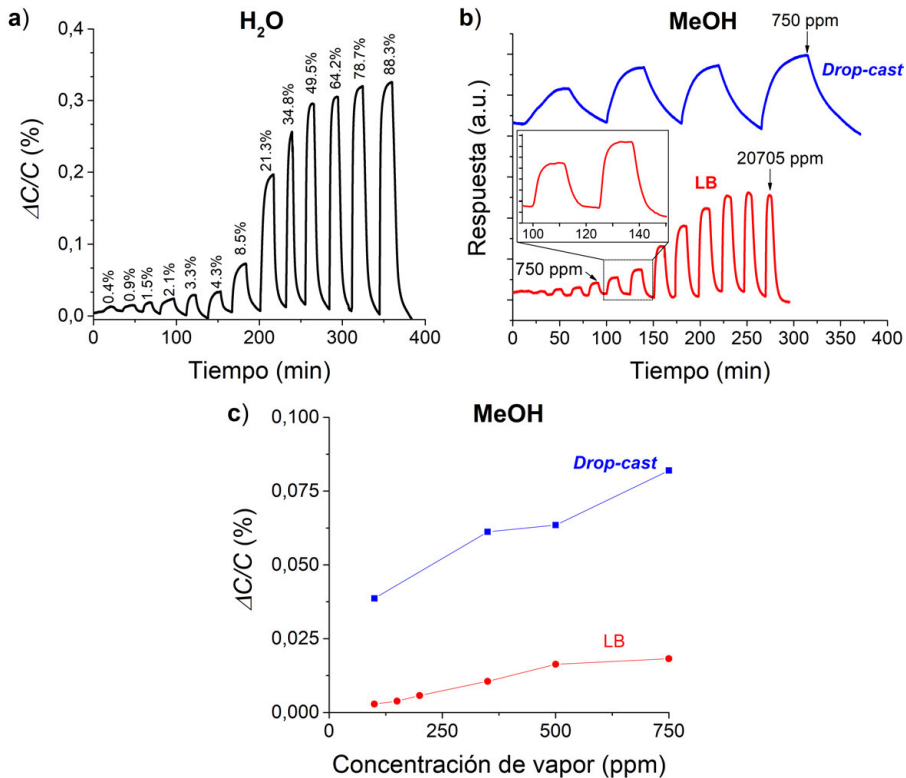 a)
H₂O
ΔC/C (%)
0,4
0,3
0,2
0,1
0,0
0.4%
0.9%
1.5%
2.1%
3.3%
4.3%
8.5%
21.3%
34.8%
49.5%
64.2%
78.7%
88.3%
0 100 200 300 400
Tiempo (min)
b)
MeOH
Respuesta (a.u.)
750 ppm
Drop-cast
20705 ppm
LB
100 120 140
750 ppm
0 50 100 150 200 250 300 350 400
Tiempo (min)
c)
MeOH
ΔC/C (%)
0,100
0,075
0,050
0,025
0,000
Drop-cast
LB
0 250 500 750
Concentración de vapor (ppm)